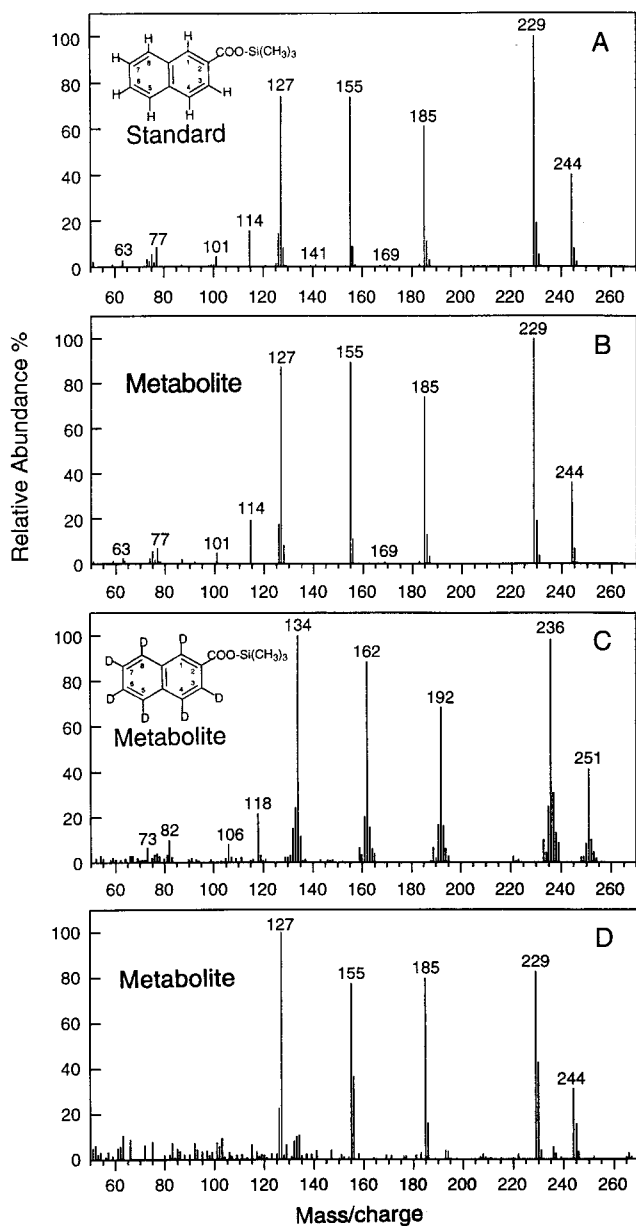 A
H H H COO-Si(CH₃)₃
8 1
H 7 2
H 6 3 H
5 4
H H
Standard
63 77 101 114 127 141 155 169 185 229 244
100
80
60
40
20
0
60 80 100 120 140 160 180 200 220 240 260
B
Metabolite
63 77 101 114 127 155 169 185 229 244
100
80
60
40
20
0
60 80 100 120 140 160 180 200 220 240 260
Relative Abundance %
C
D D COO-Si(CH₃)₃
8 1
D 7 2
D 6 3 D
5 4
D D
Metabolite
73 82 106 118 134 162 192 236 251
100
80
60
40
20
0
60 80 100 120 140 160 180 200 220 240 260
D
Metabolite
127 155 185 229 244
100
80
60
40
20
0
60 80 100 120 140 160 180 200 220 240 260
Mass/charge